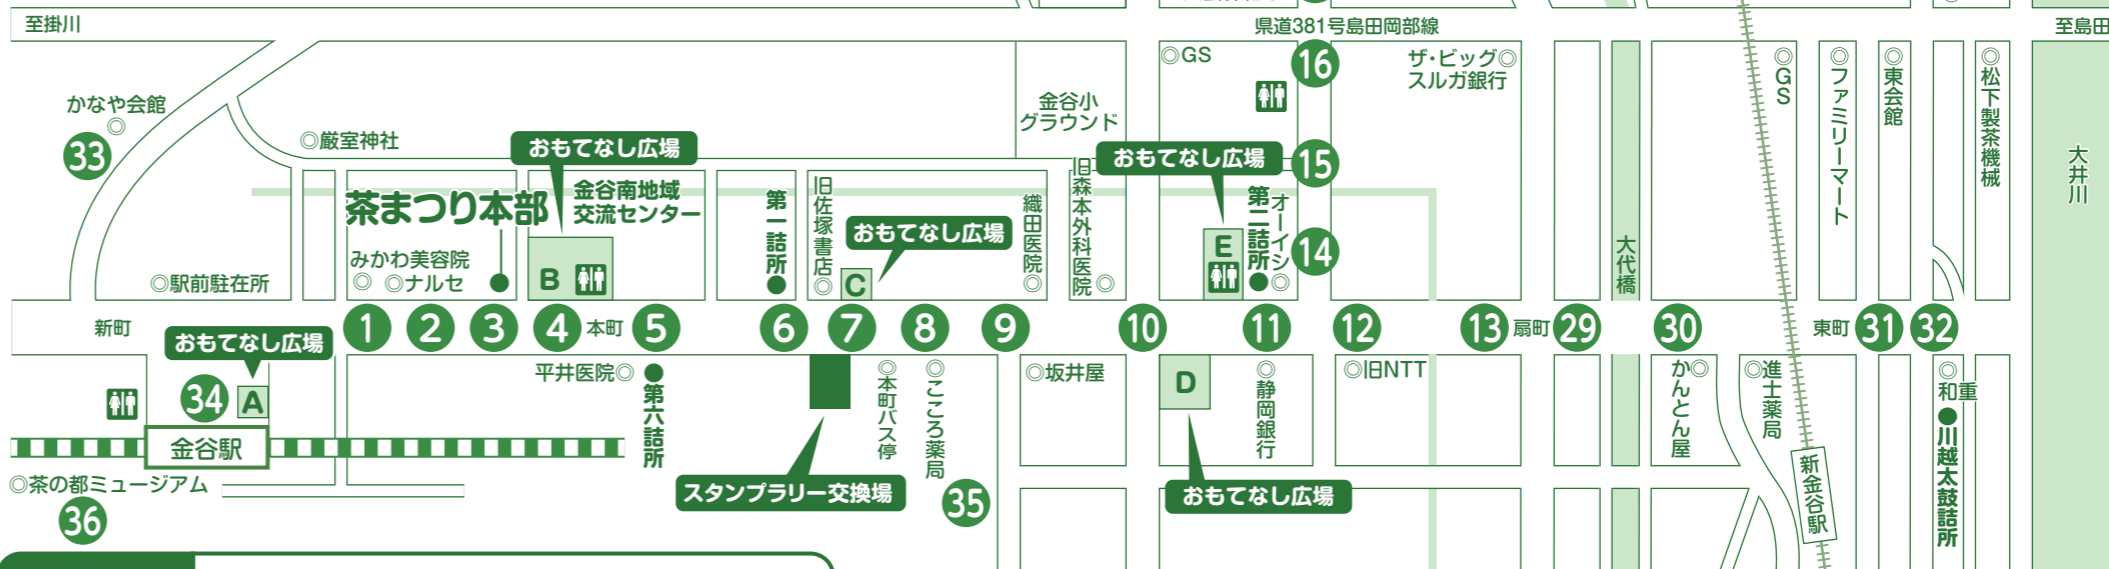 至掛川
県道381号島田岡部線
至島田
かなや会館
◎
33
◎厳室神社
おもてなし広場
茶まつり本部
金谷南地域
交流センター
みかわ美容院
◎ ◎ナルセ
◎駅前駐在所
B
第一詰所
旧佐塚書店◎
おもてなし広場
C
織田医院◎
金谷小
グラウンド
旧森本外科医院◎
◎GS
16
おもてなし広場
15
E
第二詰所
オーイシ◎
14
ザ・ビッグ◎
スルガ銀行
大代橋
◎GS
◎ファミリーマート
◎東会館
◎松下製茶機械
大井川
新町
1
2
3
4
本町
5
6
7
8
9
10
11
12
13
扇町
29
30
東町
31
32
おもてなし広場
34
A
金谷駅
◎茶の都ミュージアム
36
平井医院◎
第六詰所
スタンプラリー交換場
◎本町バス停
◎こころ薬局
35
◎坂井屋
D
おもてなし広場
◎静岡銀行
◎旧NTT
かんとん屋◎
◎進士薬局
新金谷駅
◎和重
川越太鼓詰所